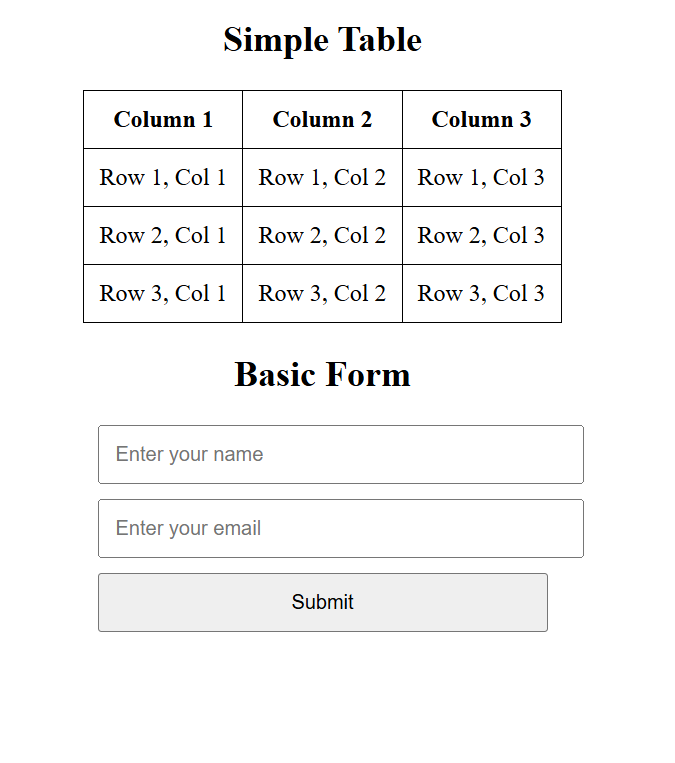 Simple Table
Column 1 Column 2 Column 3
Row 1, Col 1 Row 1, Col 2 Row 1, Col 3
Row 2, Col 1 Row 2, Col 2 Row 2, Col 3
Row 3, Col 1 Row 3, Col 2 Row 3, Col 3
Basic Form
Enter your name
Enter your email
Submit